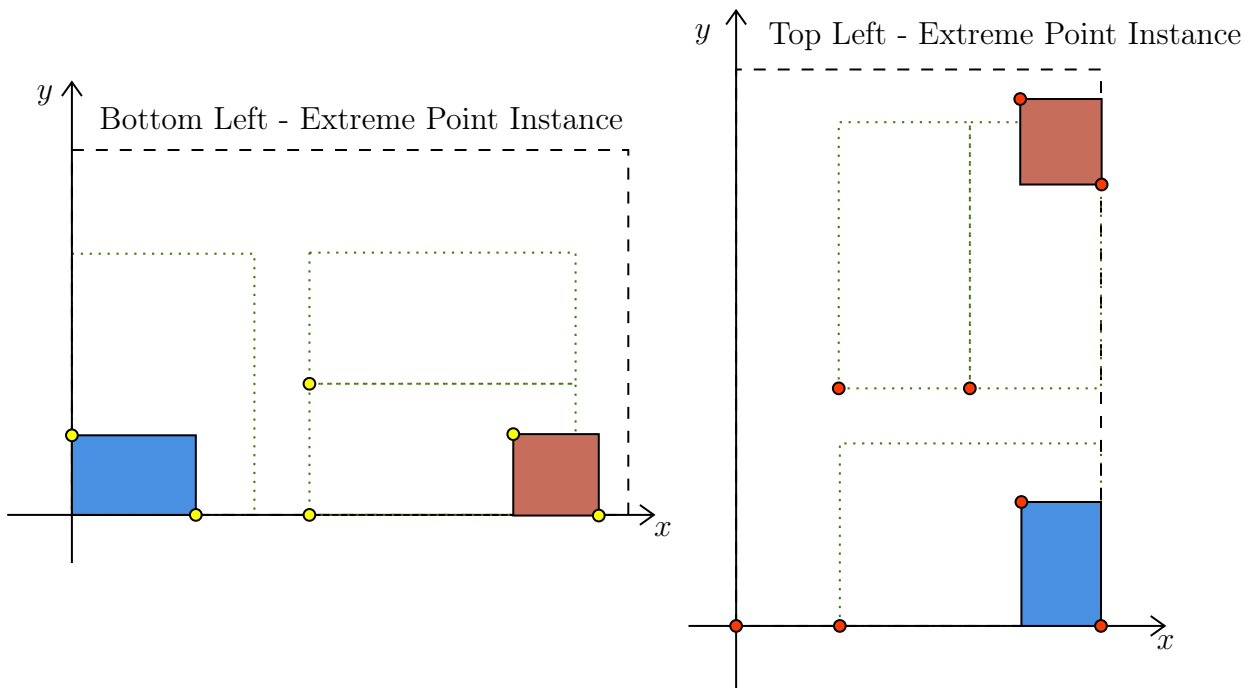 y
Bottom Left - Extreme Point Instance
x
y
Top Left - Extreme Point Instance
x